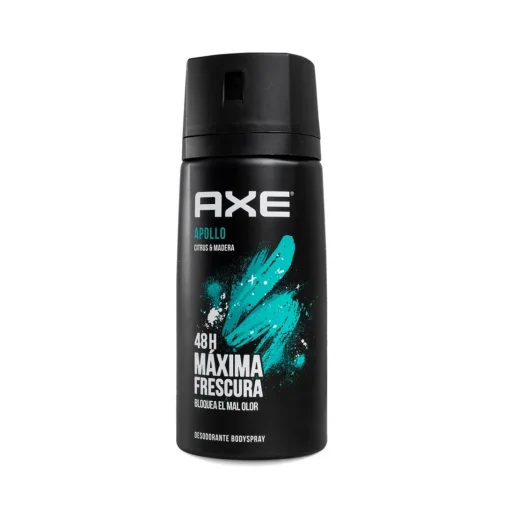 AXE
APOLLO
CITRUS & MADERA
48H
MÁXIMA
FRESCURA
BLOQUEA EL MAL OLOR
DESODORANTE BODYSPRAY